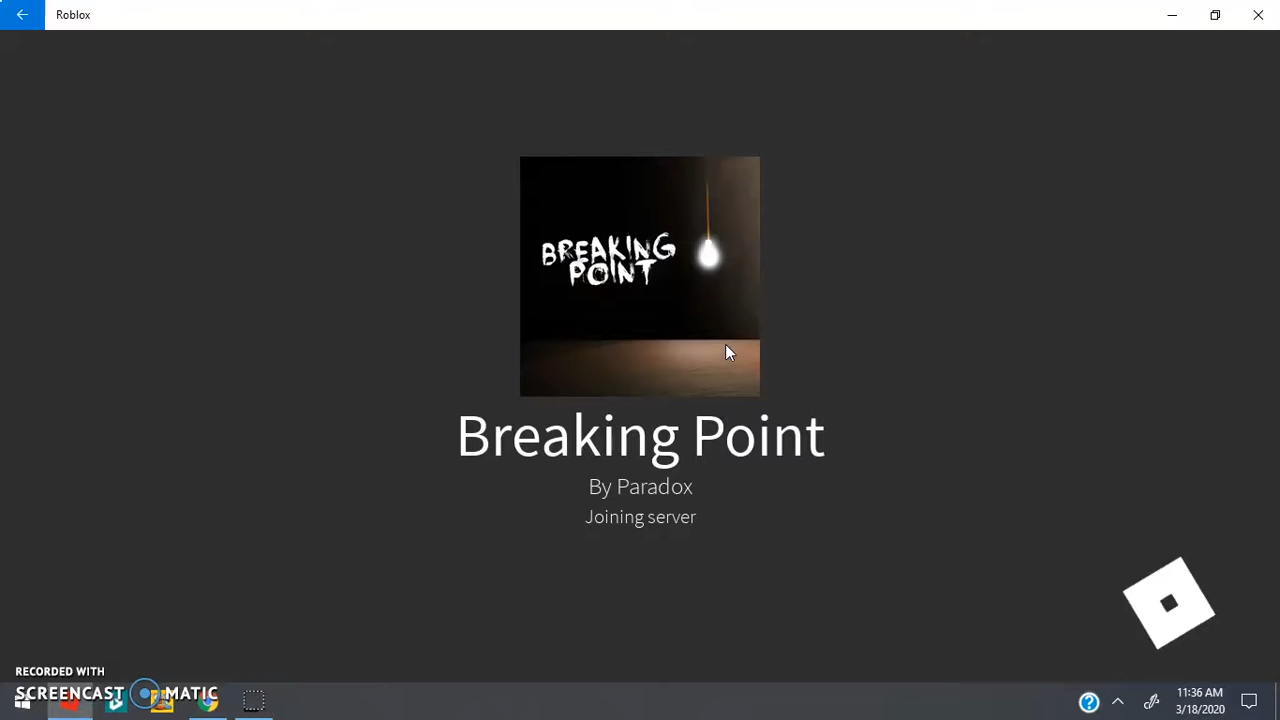 Roblox
BREAKING
POINT
Breaking Point
By Paradox
Joining server
RECORDED WITH
SCREENCAST MATIC
11:36 AM
3/18/2020